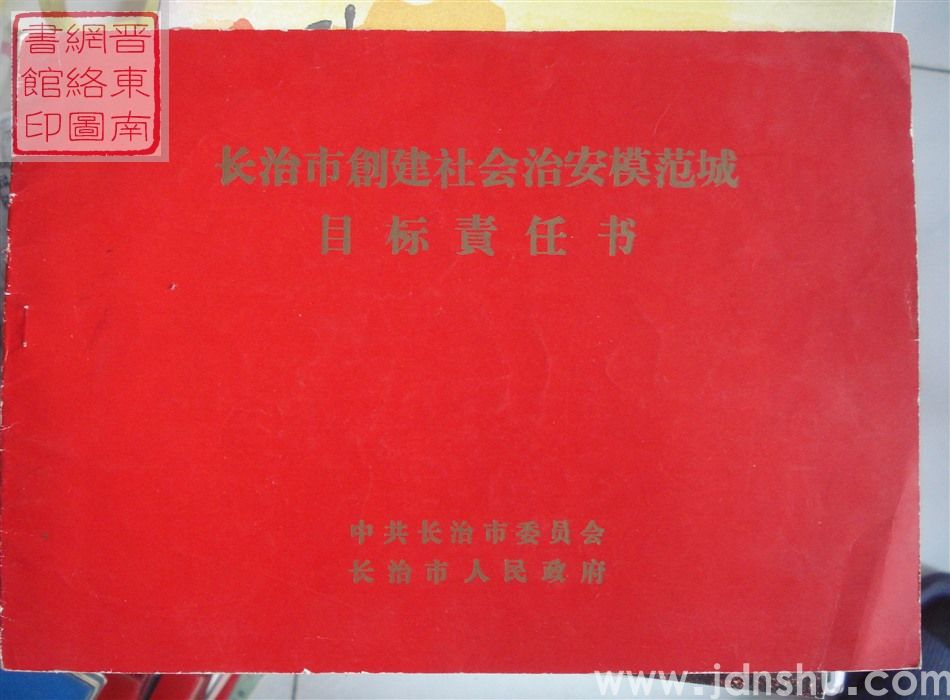 晋東南
網絡圖
書館印
长治市創建社会治安模范城
目标責任书
中共长治市委员会
长治市人民政府
www.jdnshu.com